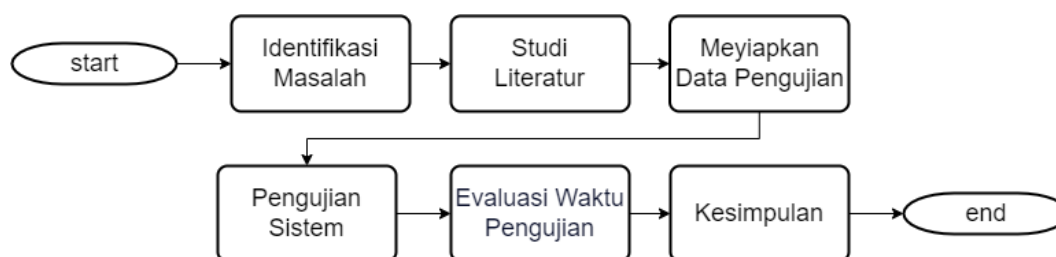 start
Identifikasi
Masalah
Studi
Literatur
Meyiapkan
Data Pengujian
Pengujian
Sistem
Evaluasi Waktu
Pengujian
Kesimpulan
end